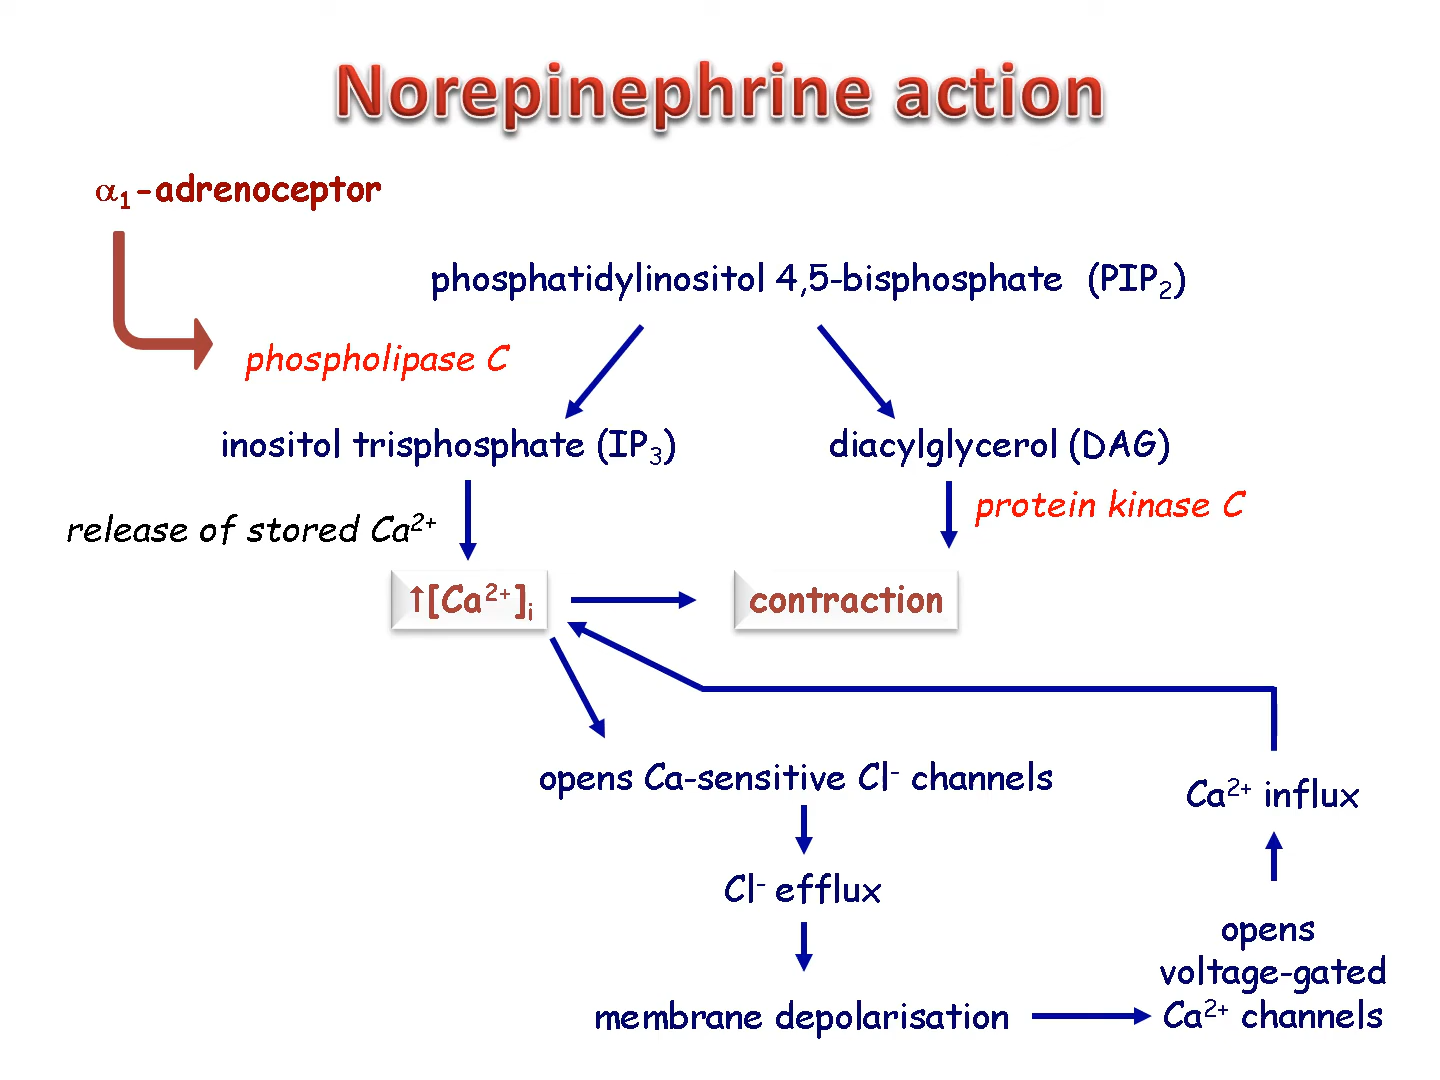 Norepinephrine action
α1-adrenoceptor
phosphatidylinositol 4,5-bisphosphate (PIP2)
phospholipase C
inositol trisphosphate (IP3)
diacylglycerol (DAG)
protein kinase C
release of stored Ca2+
↑[Ca2+]i
contraction
opens Ca-sensitive Cl- channels
Ca2+ influx
Cl- efflux
opens
voltage-gated
Ca2+ channels
membrane depolarisation